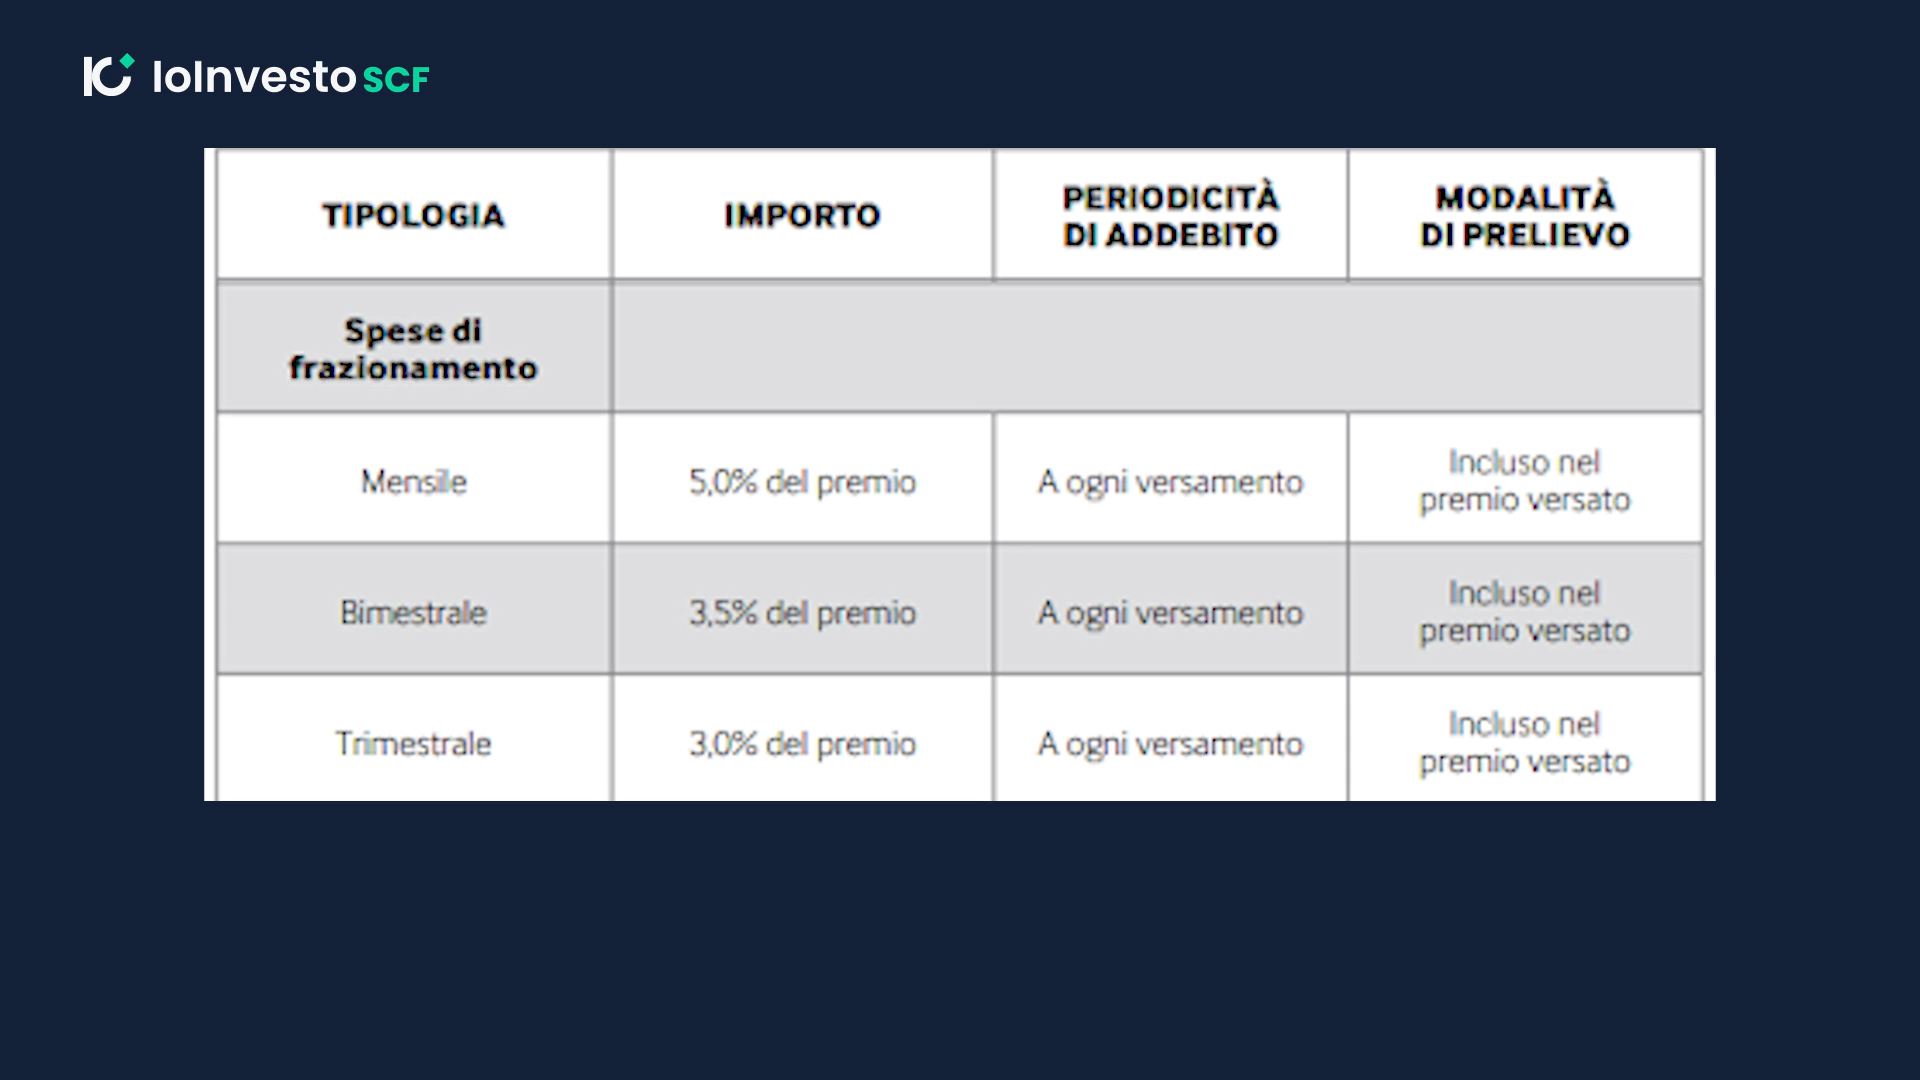 IoInvesto SCF
TIPOLOGIA
IMPORTO
PERIODICITÀ
DI ADDEBITO
MODALITÀ
DI PRELIEVO
Spese di
frazionamento
Mensile
5,0% del premio
A ogni versamento
Incluso nel
premio versato
Bimestrale
3,5% del premio
A ogni versamento
Incluso nel
premio versato
Trimestrale
3,0% del premio
A ogni versamento
Incluso nel
premio versato